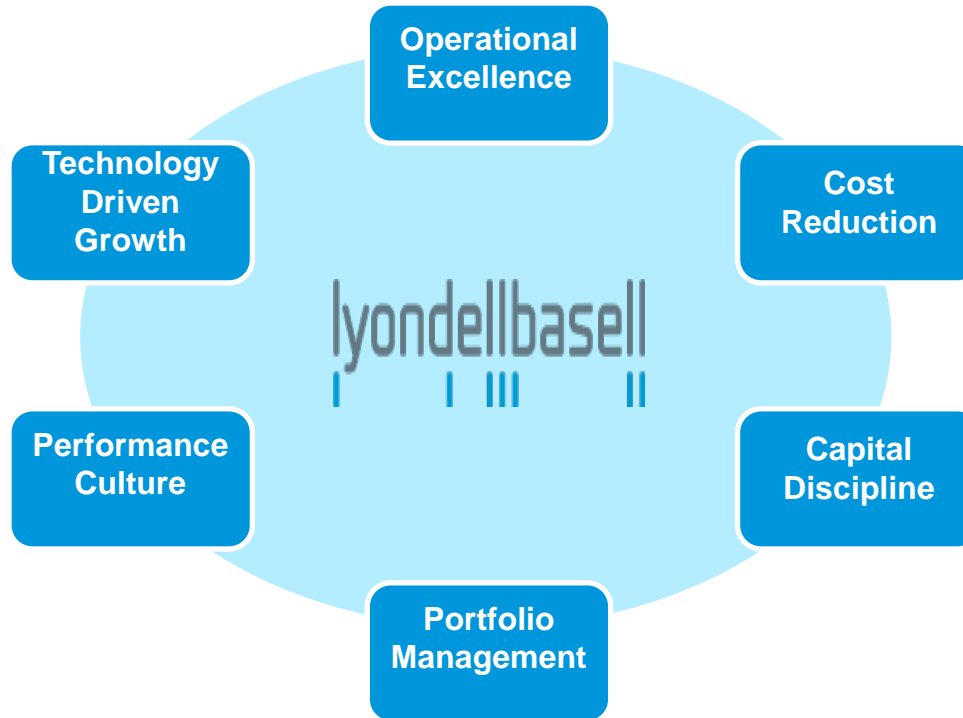 Operational
Excellence
Technology
Driven
Growth
Cost
Reduction
lyondellbasell
Performance
Culture
Capital
Discipline
Portfolio
Management